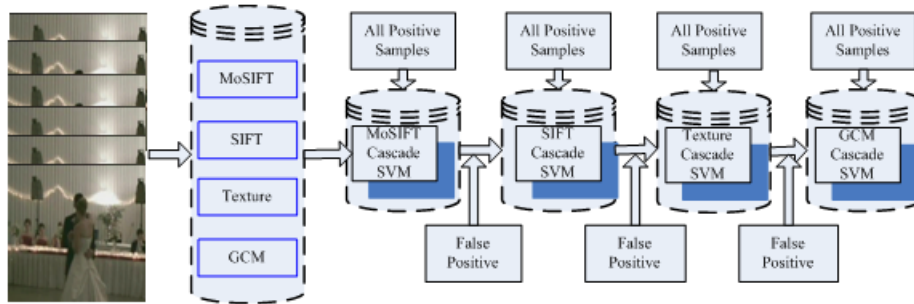 MoSIFT
SIFT
Texture
GCM
All Positive
Samples
All Positive
Samples
All Positive
Samples
All Positive
Samples
MoSIFT
Cascade
SVM
SIFT
Cascade
SVM
Texture
Cascade
SVM
GCM
Cascade
SVM
False
Positive
False
Positive
False
Positive